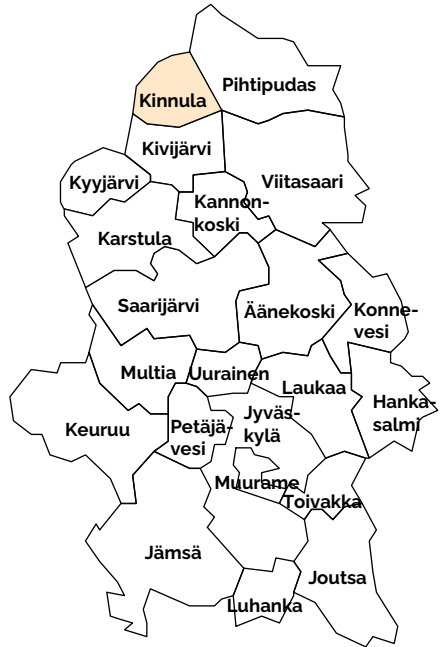 Pihtipudas
Kinnula
Kivijärvi
Kyyjärvi
Viitasaari
Kannon-
koski
Karstula
Saarijärvi
Äänekoski
Konne-
vesi
Multia
Uurainen
Laukaa
Hanka-
salmi
Keuruu
Petäjä-
vesi
Jyväs-
kylä
Muurame
Toivakka
Jämsä
Joutsa
Luhanka